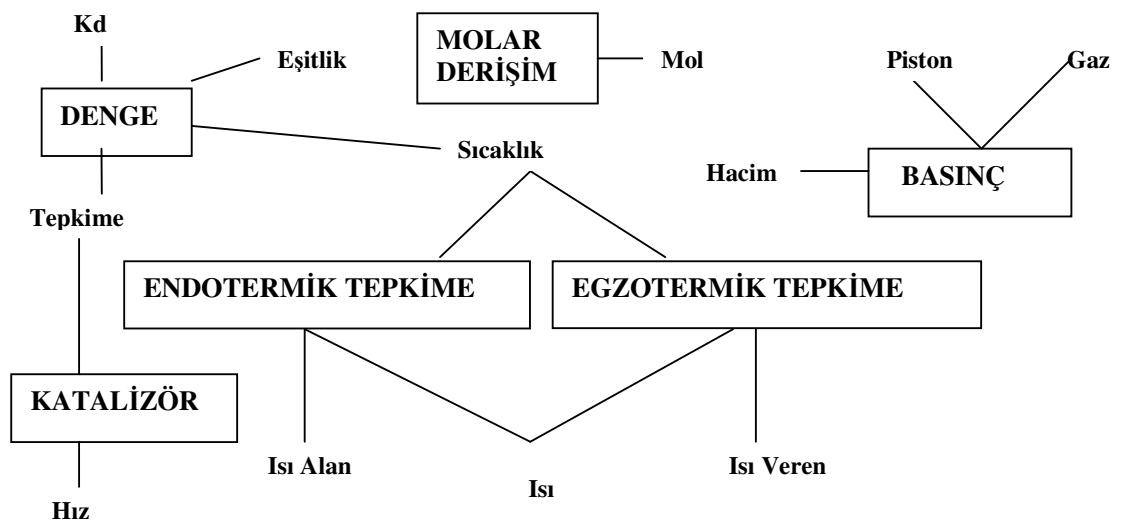 Kd
Eşitlik
MOLAR
DERİŞİM
Mol
Piston
Gaz
DENGE
Sıcaklık
Hacim
BASINÇ
Tepkime
ENDOTERMİK TEPKİME
EGZOTERMİK TEPKİME
KATALİZÖR
Isı Alan
Isı
Isı Veren
Hız